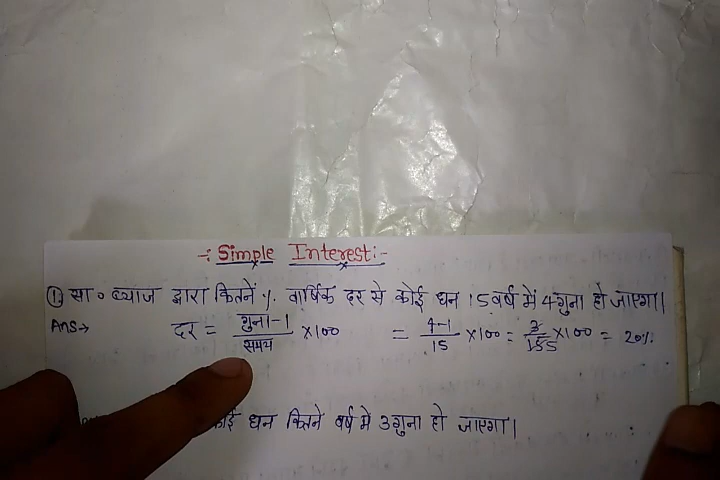 -: Simple Interest:-
① सा० ब्याज द्वारा कितनें % वार्षिक दर से कोई धन 15 वर्ष में 4 गुना हो जाएगा।
Ans→ दर = गुना-1/समय ×100 = 4-1/15 ×100 = 3/15 5 ×100 = 20%
कोई धन कितने वर्ष में 3 गुना हो जाएगा।